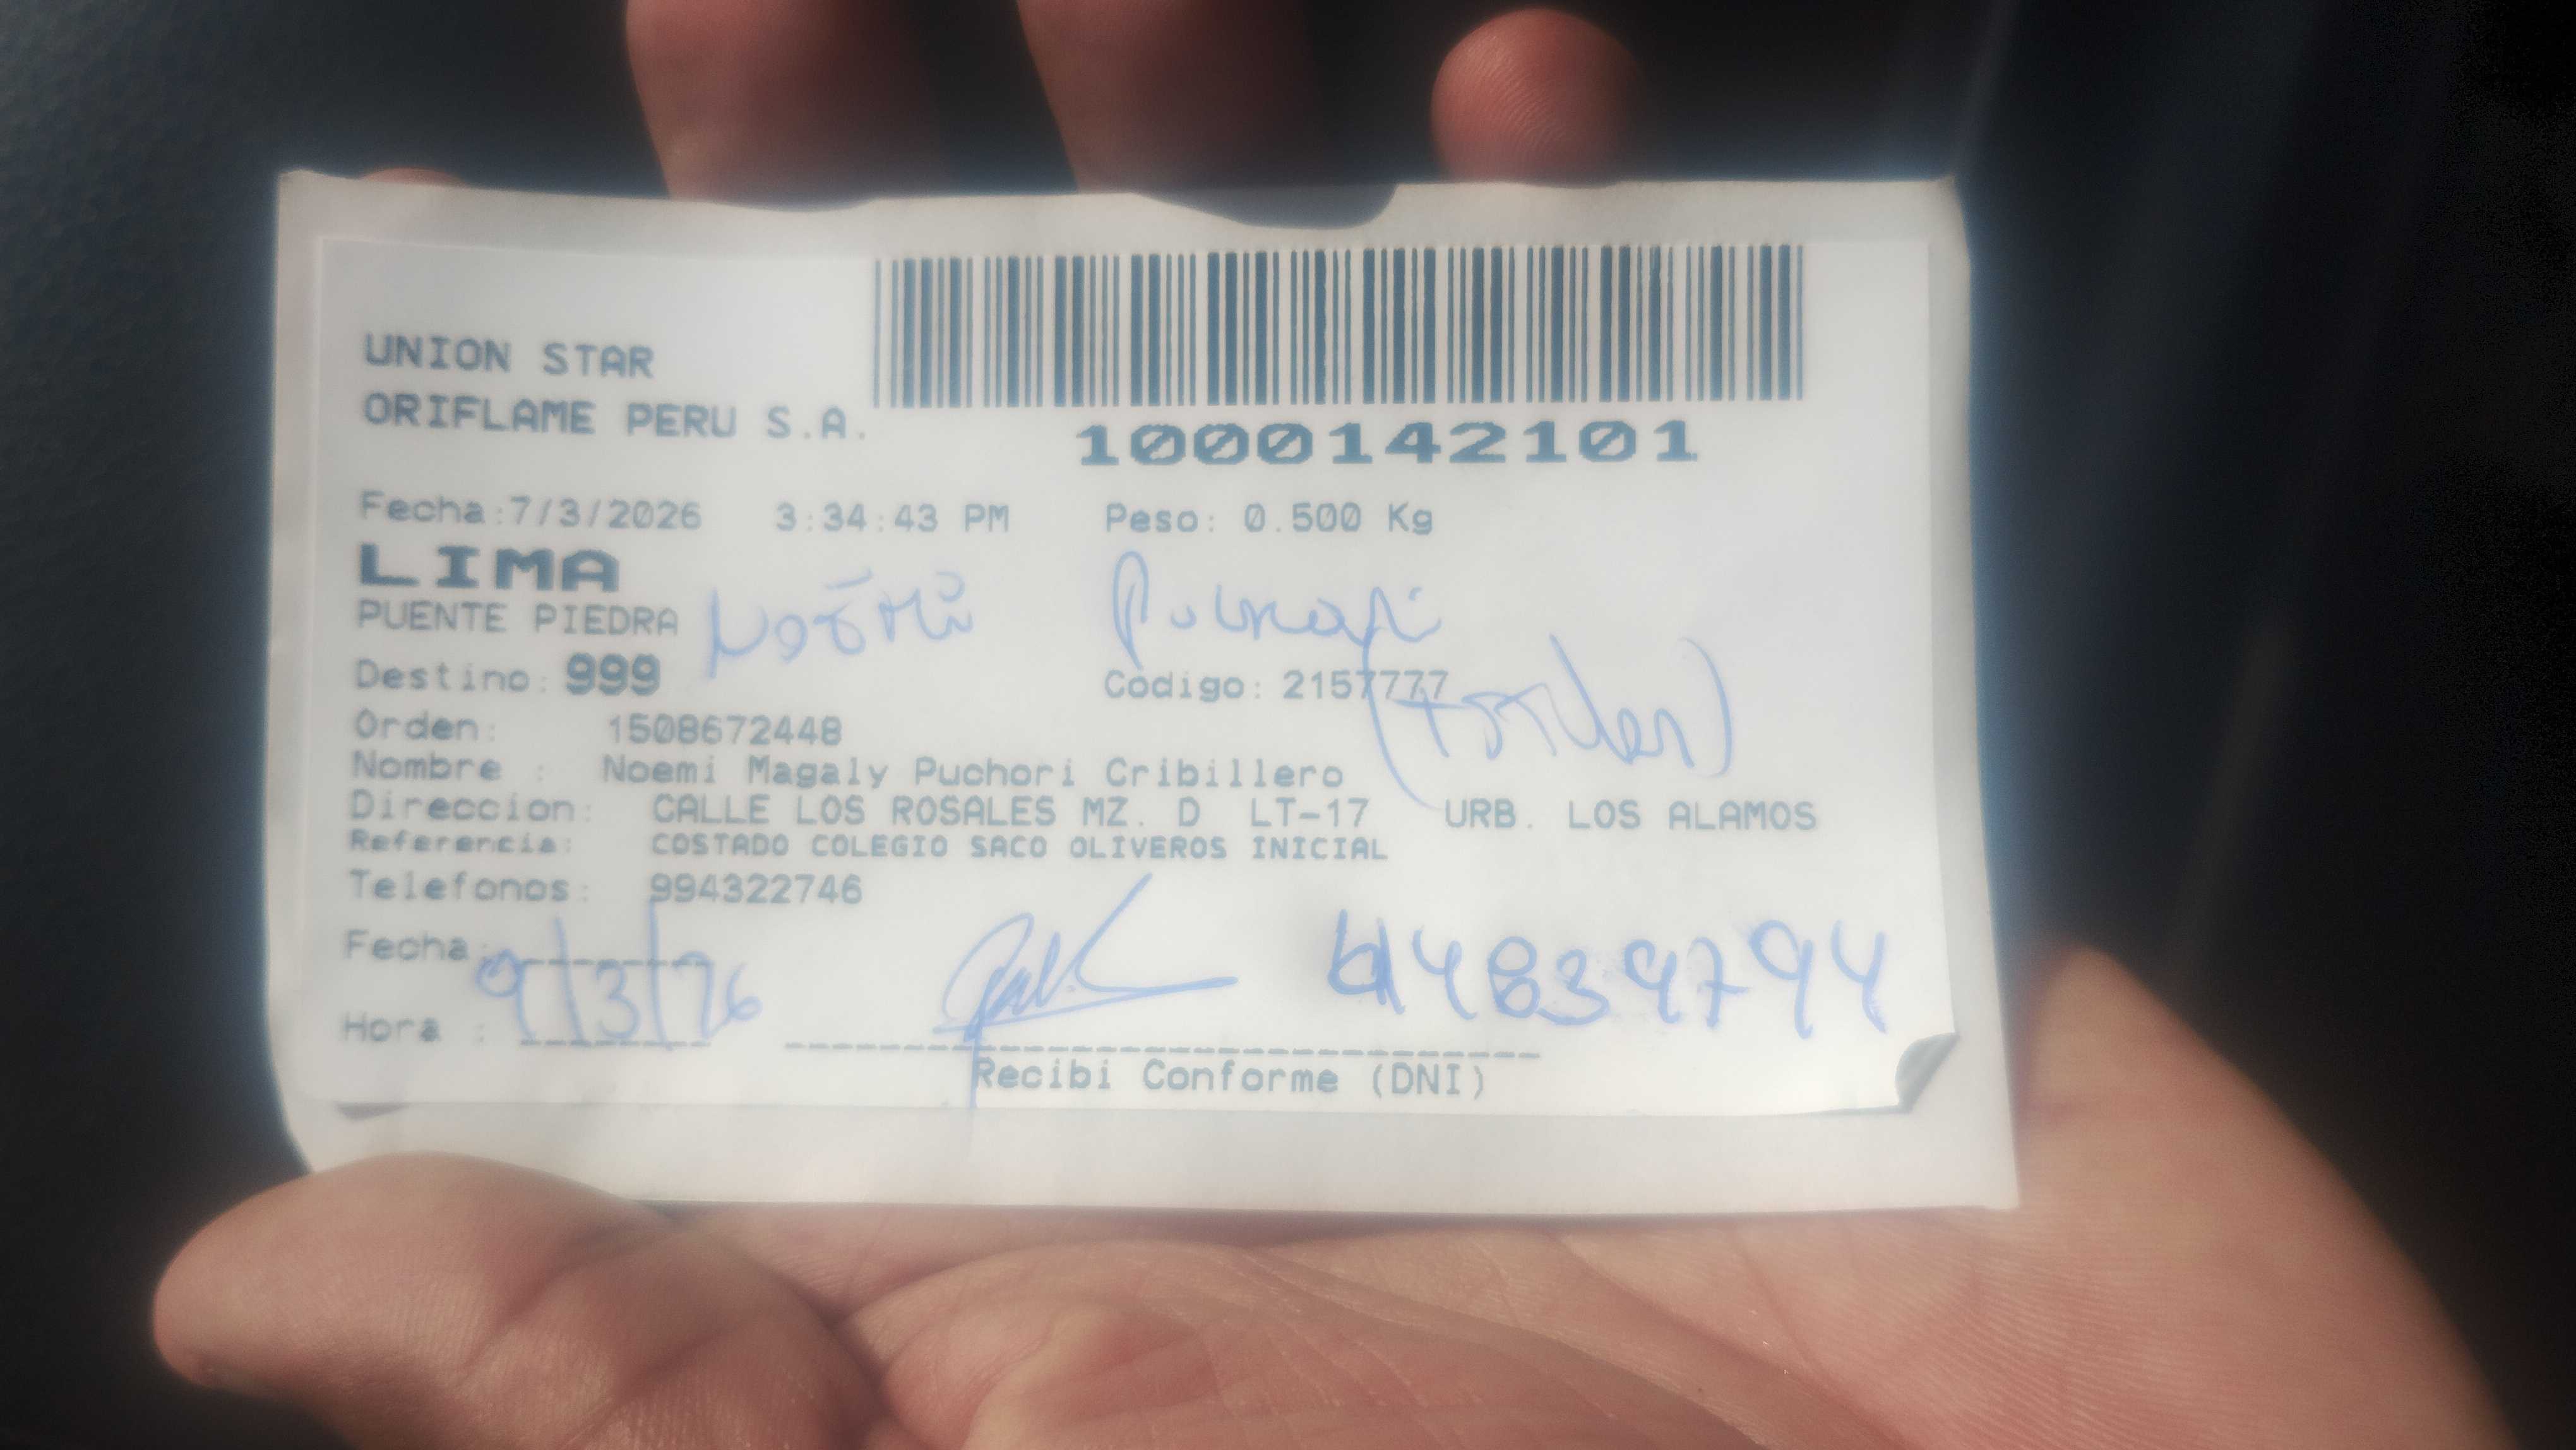 UNION STAR
ORIFLAME PERU S.A.
1000142101
Fecha:7/3/2026 3:34:43 PM Peso: 0.500 Kg
LIMA
PUENTE PIEDRA Noemi
Destino: 999 Codigo: 2157777
Orden: 1508672448
Nombre : Noemi Magaly Puchori Cribillero
Direccion: CALLE LOS ROSALES MZ. D LT-17 URB. LOS ALAMOS
Referencia: COSTADO COLEGIO SACO OLIVEROS INICIAL
Telefonos: 994322746
Fecha: 9/3/26 44839794
Hora :
Recibi Conforme (DNI)